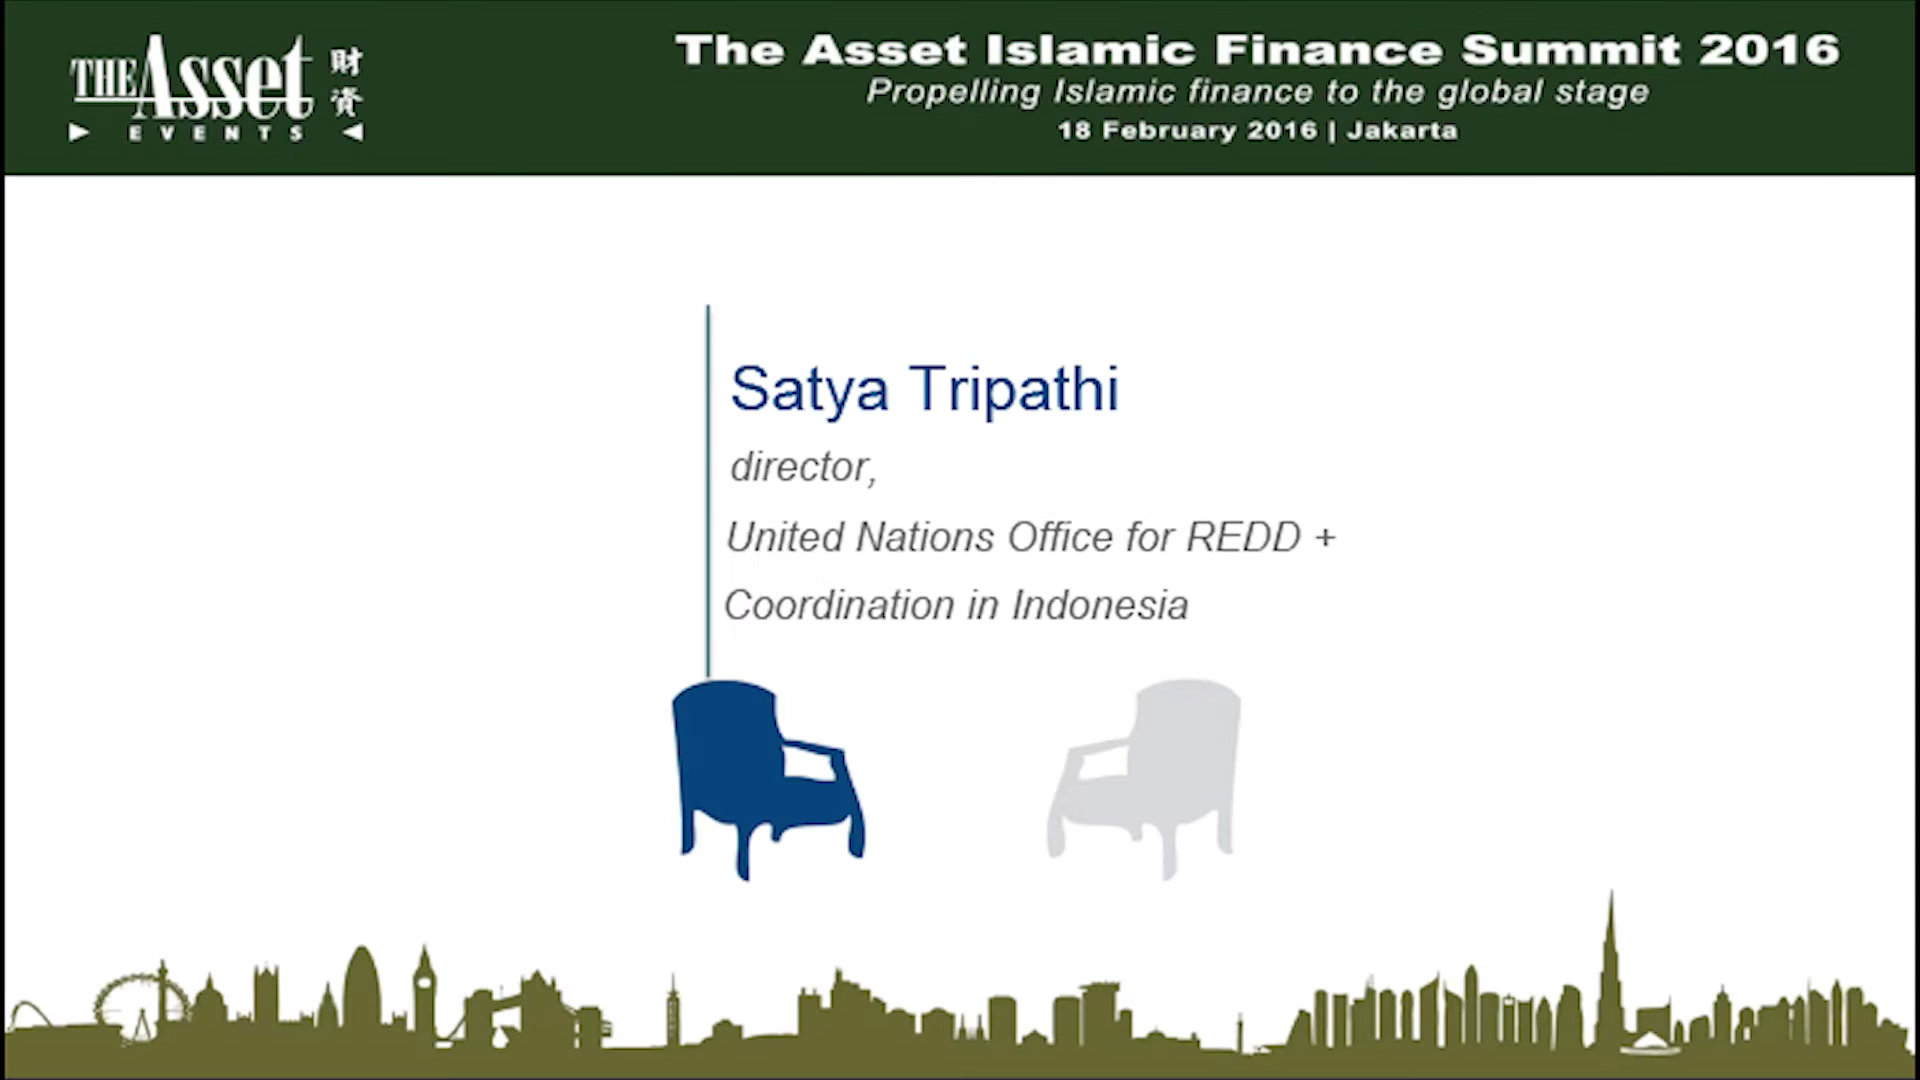 THE Asset 財資
EVENTS
The Asset Islamic Finance Summit 2016
Propelling Islamic finance to the global stage
18 February 2016 | Jakarta
Satya Tripathi
director,
United Nations Office for REDD +
Coordination in Indonesia